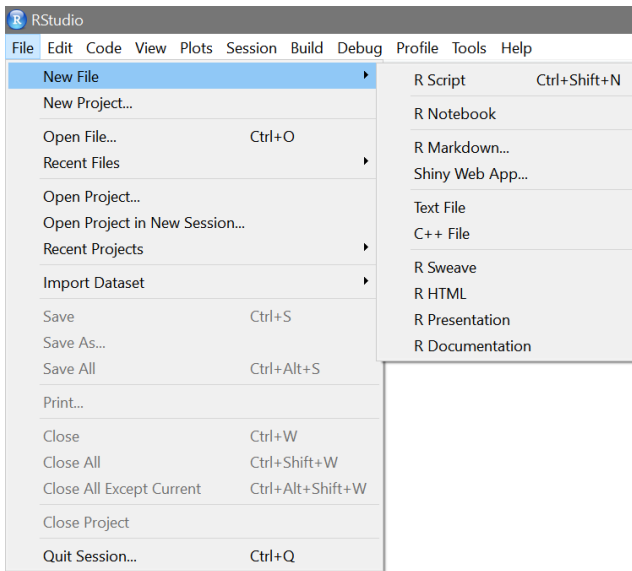 R RStudio
File Edit Code View Plots Session Build Debug Profile Tools Help
New File
New Project...
Open File... Ctrl+O
Recent Files
Open Project...
Open Project in New Session...
Recent Projects
Import Dataset
Save Ctrl+S
Save As...
Save All Ctrl+Alt+S
Print...
Close Ctrl+W
Close All Ctrl+Shift+W
Close All Except Current Ctrl+Alt+Shift+W
Close Project
Quit Session... Ctrl+Q
R Script Ctrl+Shift+N
R Notebook
R Markdown...
Shiny Web App...
Text File
C++ File
R Sweave
R HTML
R Presentation
R Documentation